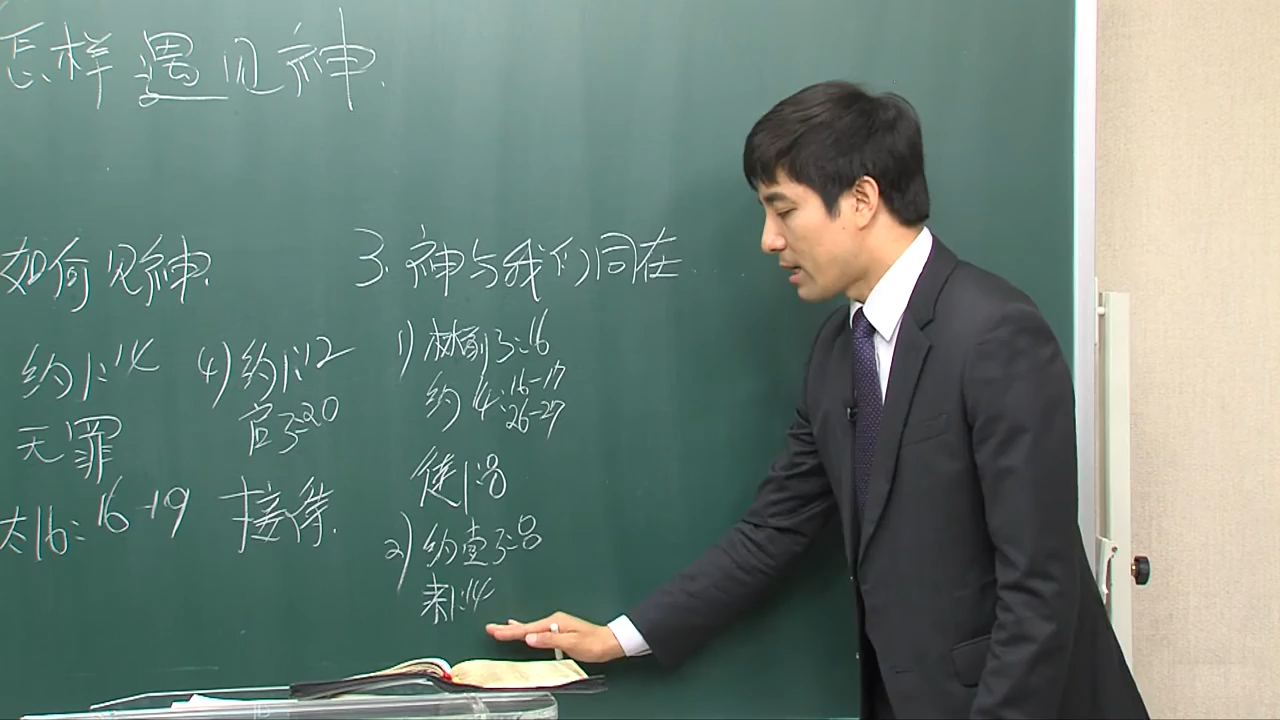 怎样遇见神.
如何见神.
约1:14
无罪
太16:16-19
4)约1:12
启3:20
接待.
3.神与我们同在
1)林前3:16
约14:16-17
26-27
徒1:8
2)约壹3:8
来1:14